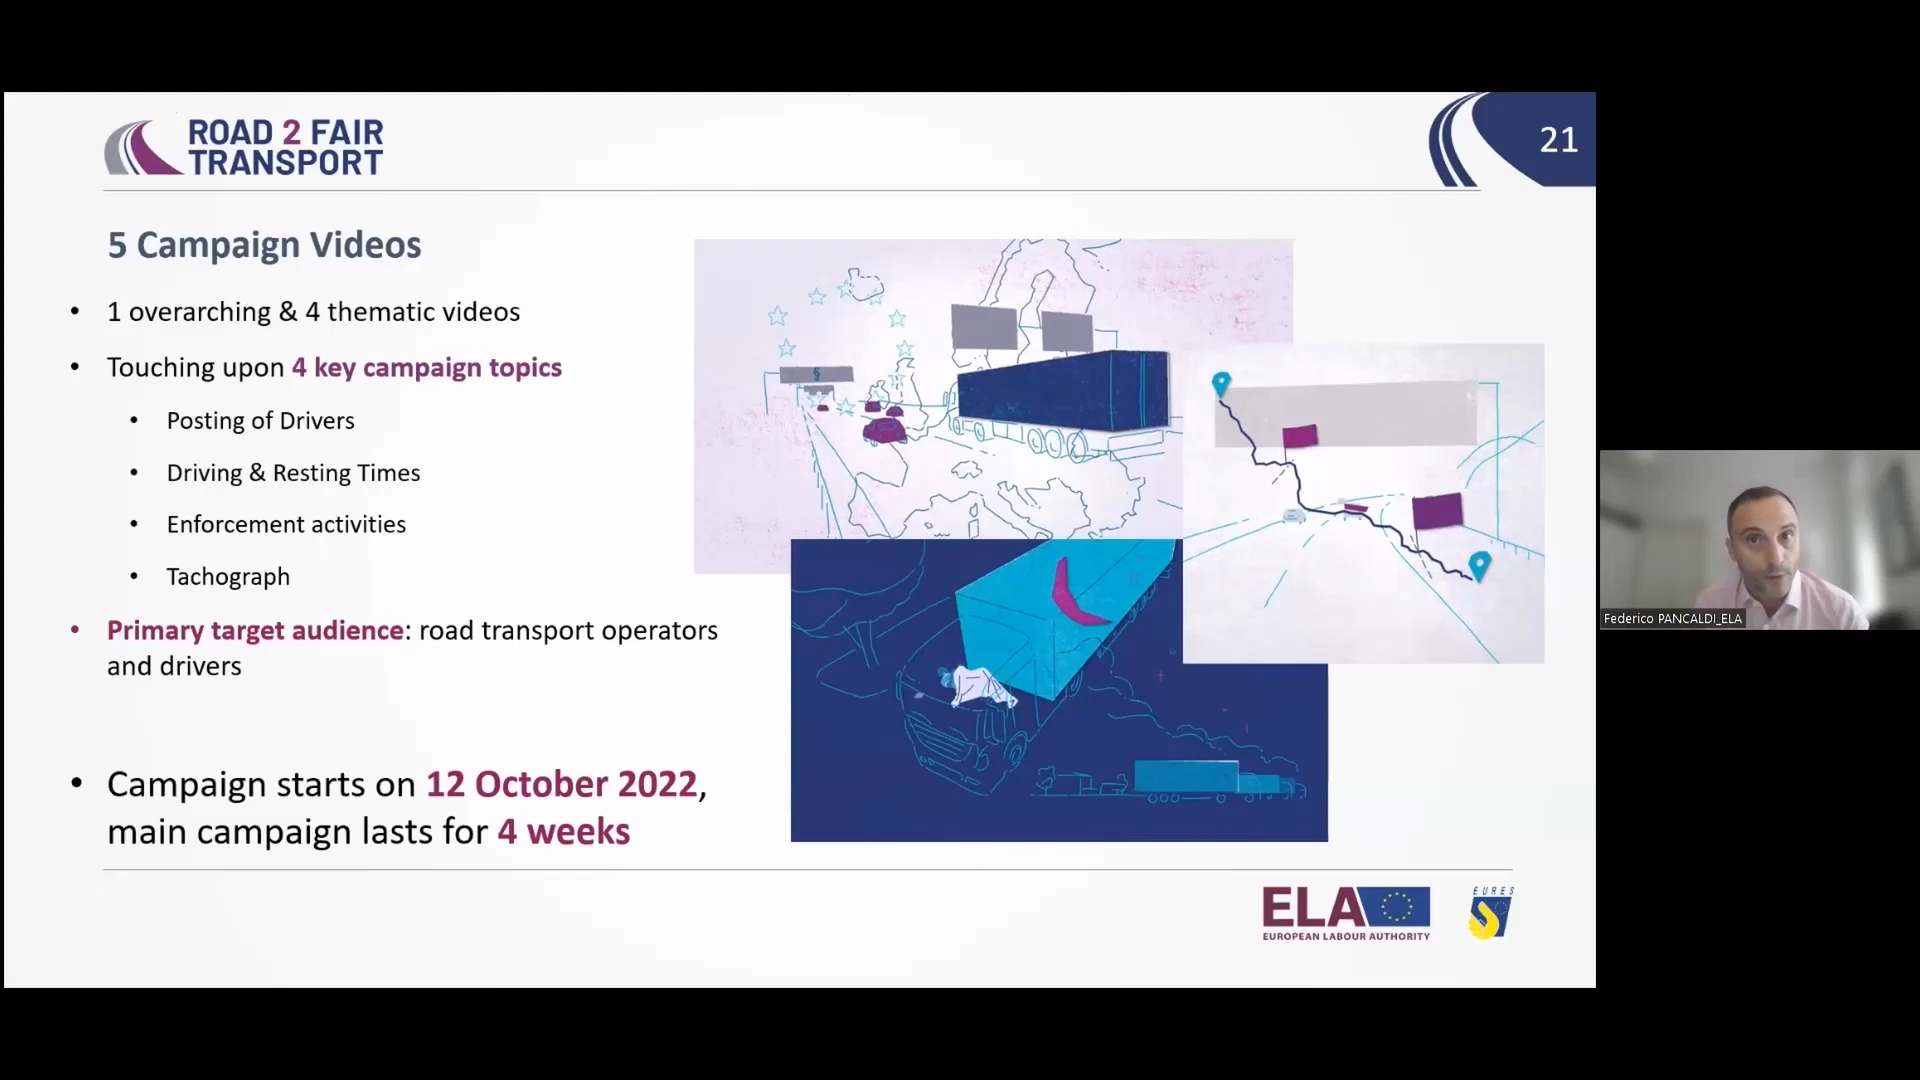 ROAD 2 FAIR
TRANSPORT
21
5 Campaign Videos
• 1 overarching & 4 thematic videos
• Touching upon 4 key campaign topics
• Posting of Drivers
• Driving & Resting Times
• Enforcement activities
• Tachograph
• Primary target audience: road transport operators
and drivers
• Campaign starts on 12 October 2022,
main campaign lasts for 4 weeks
§
Federico PANCALDI_ELA
ELA
EUROPEAN LABOUR AUTHORITY
EURES